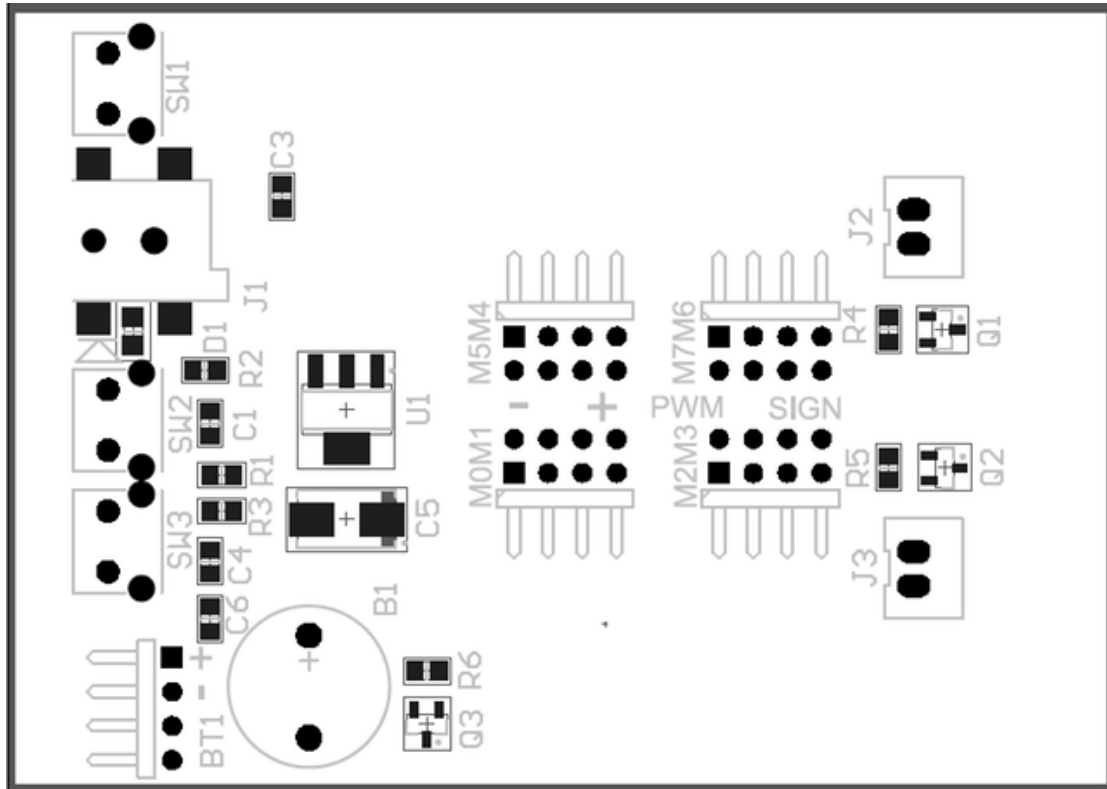 SW1
C3
J2
J1
M5M4
M7M6
R4
Q1
D1
R2
SW2
C1
U1
- +
PWM
SIGN
R1
M0M1
M2M3
R5
Q2
R3
C5
SW3
C4
J3
C6
B1
+
+
-
BT1
R6
Q3